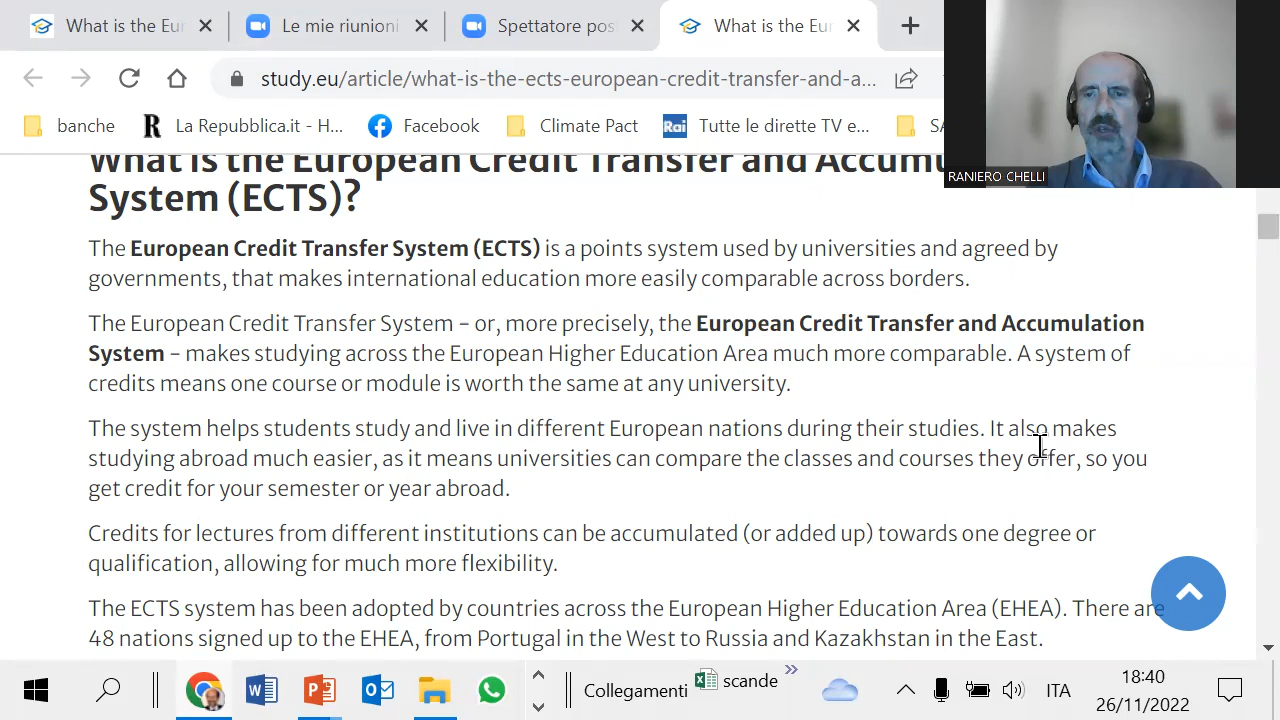 What is the Eur
Le mie riunioni
Spettatore pos
What is the Eur
study.eu/article/what-is-the-ects-european-credit-transfer-and-a...
banche
R La Repubblica.it - H...
Facebook
Climate Pact
Rai Tutte le dirette TV e...
SA
RANIERO CHELLI
What is the European Credit Transfer and Accumu
System (ECTS)?
The European Credit Transfer System (ECTS) is a points system used by universities and agreed by
governments, that makes international education more easily comparable across borders.
The European Credit Transfer System - or, more precisely, the European Credit Transfer and Accumulation
System - makes studying across the European Higher Education Area much more comparable. A system of
credits means one course or module is worth the same at any university.
The system helps students study and live in different European nations during their studies. It also makes
studying abroad much easier, as it means universities can compare the classes and courses they offer, so you
get credit for your semester or year abroad.
Credits for lectures from different institutions can be accumulated (or added up) towards one degree or
qualification, allowing for much more flexibility.
The ECTS system has been adopted by countries across the European Higher Education Area (EHEA). There are
48 nations signed up to the EHEA, from Portugal in the West to Russia and Kazakhstan in the East.
Collegamenti
scande
ITA
18:40
26/11/2022